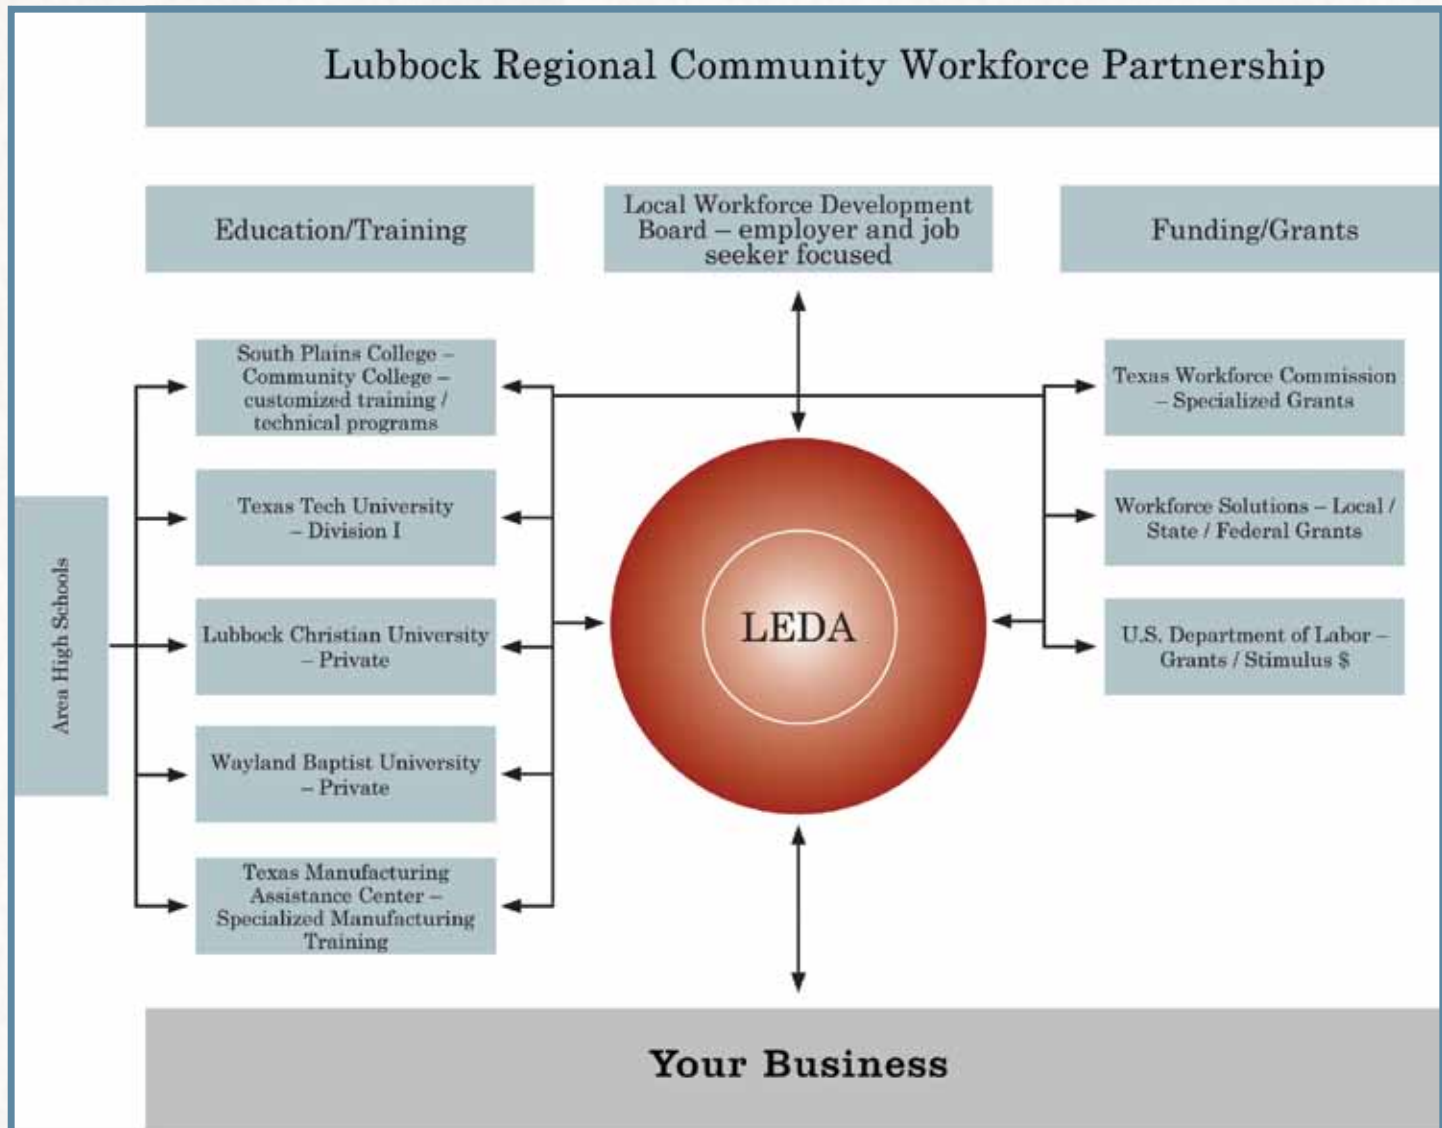 Lubbock Regional Community Workforce Partnership
Education/Training
Local Workforce Development
Board – employer and job
seeker focused
Funding/Grants
Area High Schools
South Plains College –
Community College –
customized training /
technical programs
Texas Tech University
– Division I
Lubbock Christian University
– Private
Wayland Baptist University
– Private
Texas Manufacturing
Assistance Center –
Specialized Manufacturing
Training
LEDA
Texas Workforce Commission
– Specialized Grants
Workforce Solutions – Local /
State / Federal Grants
U.S. Department of Labor –
Grants / Stimulus $
Your Business